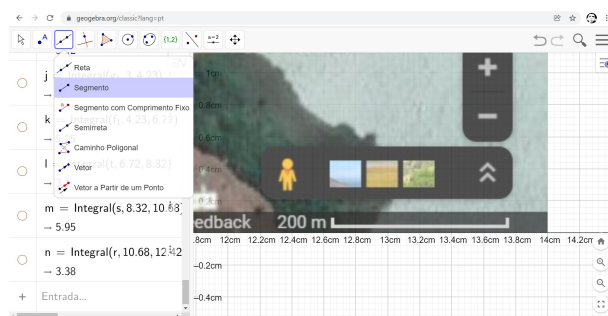 geogebra.org/classic?lang=pt
A
{1,2}
a=2
Reta
j
Segmento
Segmento com Comprimento Fixo
k
Semirreta
Caminho Poligonal
l
Vetor
Vetor a Partir de um Ponto
m = Integral(s, 8.32, 10.68)
→ 5.95
n = Integral(r, 10.68, 12.42
→ 3.38
+ Entrada...
1cm
0.8cm
0.6cm
0.4cm
edback 200 m
.8cm 12cm 12.2cm 12.4cm 12.6cm 12.8cm 13cm 13.2cm 13.4cm 13.6cm 13.8cm 14cm 14.2cm
–0.2cm
–0.4cm